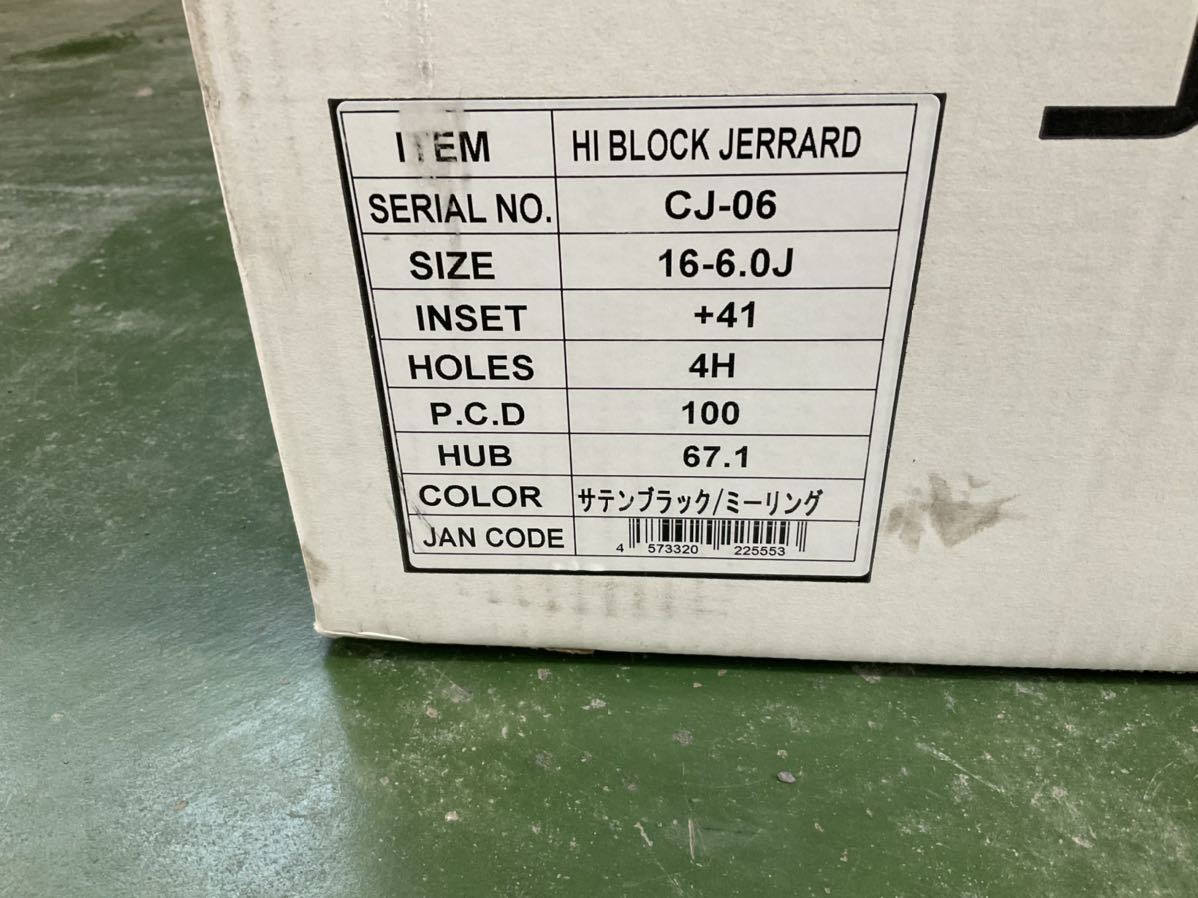 ITEM HI BLOCK JERRARD
SERIAL NO. CJ-06
SIZE 16-6.0J
INSET +41
HOLES 4H
P.C.D 100
HUB 67.1
COLOR サテンブラック/ミーリング
JAN CODE 4 573320 225553